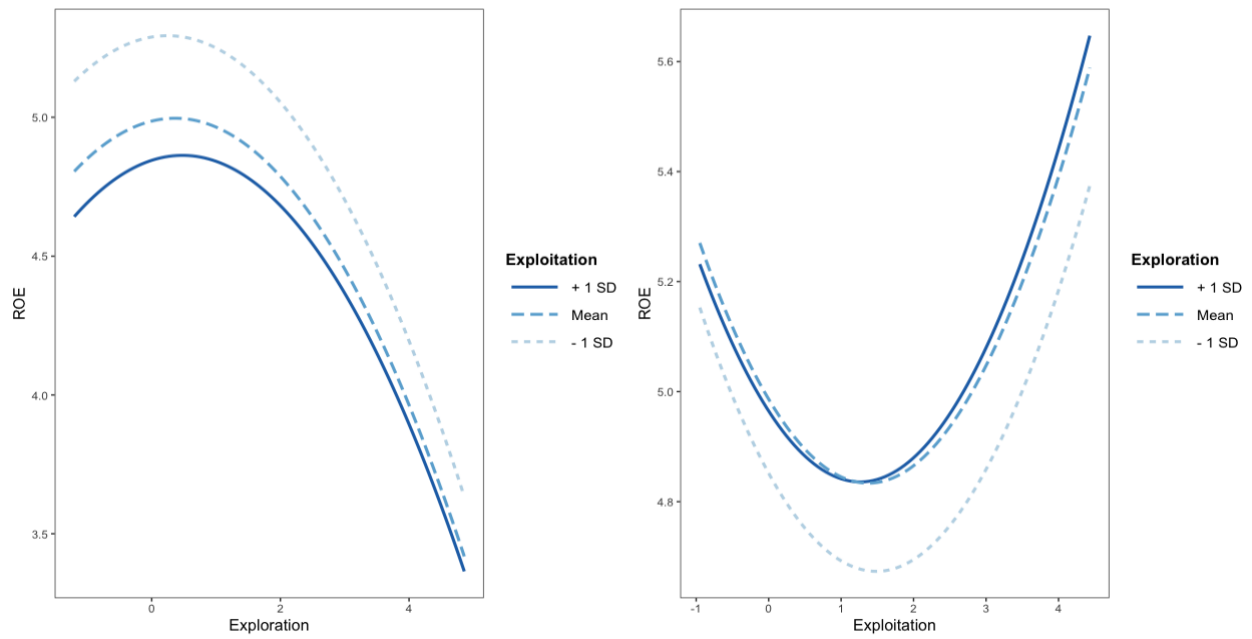 5.0
4.5
4.0
3.5
ROE
0 2 4
Exploration
Exploitation
+ 1 SD
Mean
- 1 SD
5.6
5.4
5.2
5.0
4.8
ROE
-1 0 1 2 3 4
Exploitation
Exploration
+ 1 SD
Mean
- 1 SD